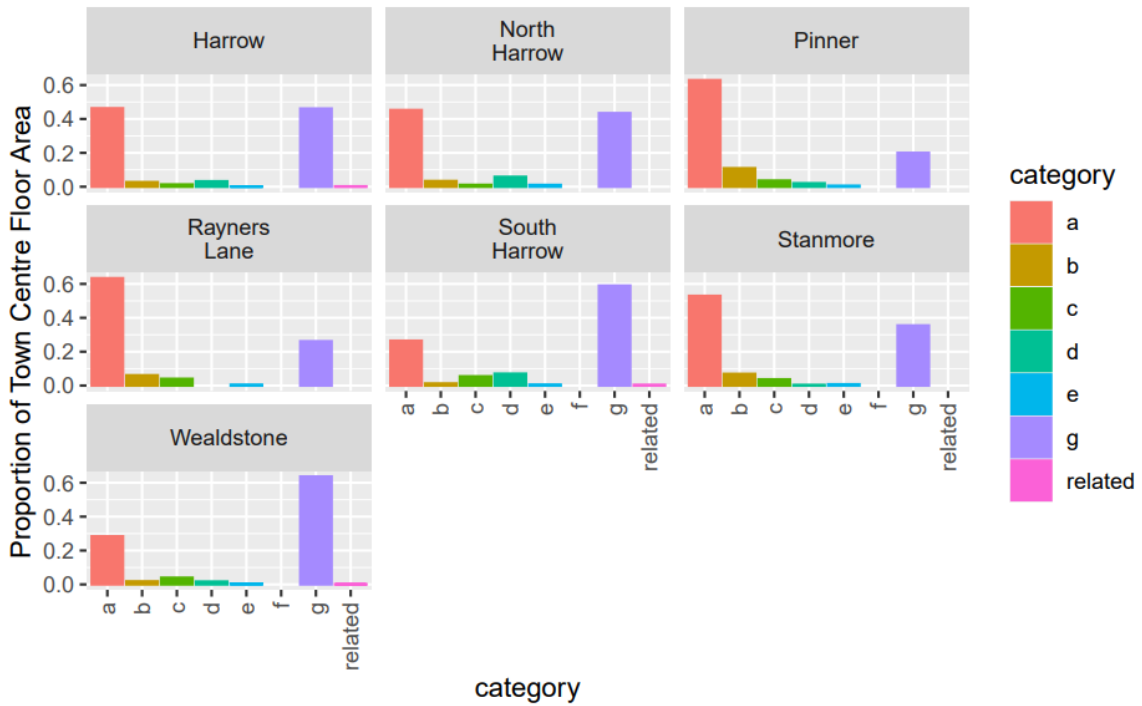 Harrow
North
Harrow
Pinner
0.6
0.4
0.2
0.0
Rayners
Lane
South
Harrow
Stanmore
0.6
0.4
0.2
0.0
a b c d e f g related
a b c d e f g related
Wealdstone
0.6
0.4
0.2
0.0
a b c d e f g related
Proportion of Town Centre Floor Area
category
category
a
b
c
d
e
g
related